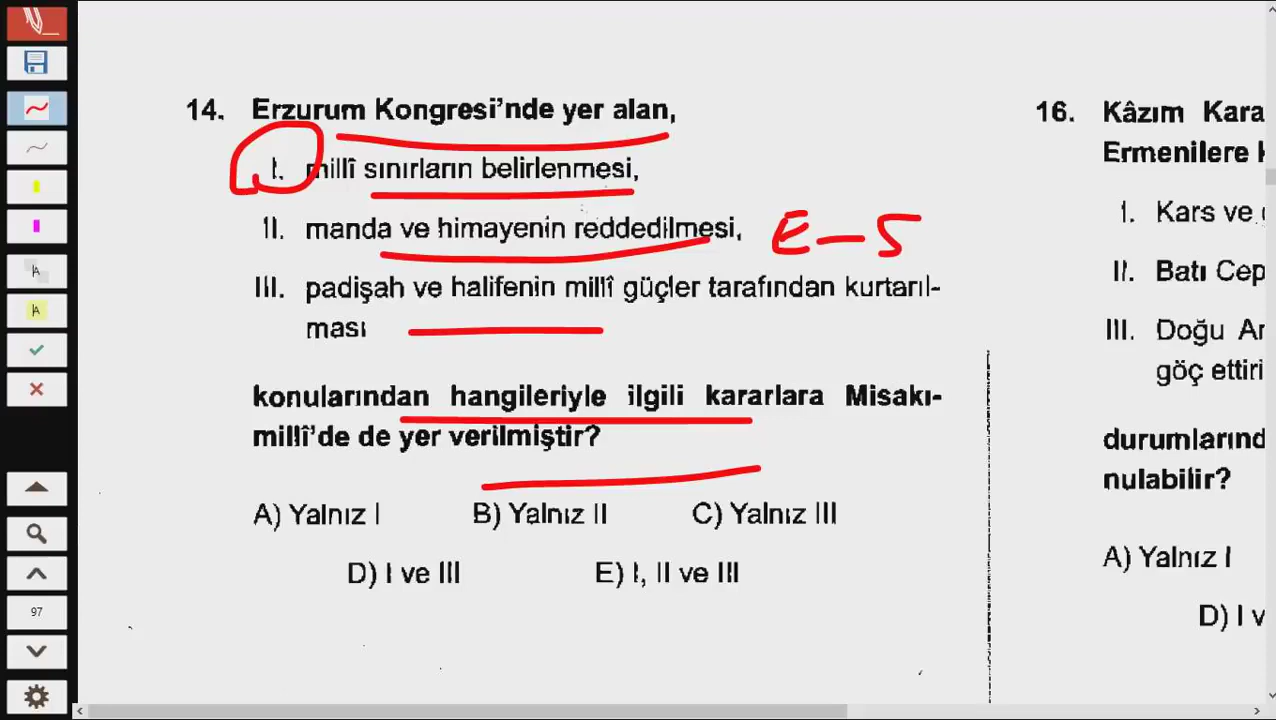 14. Erzurum Kongresi'nde yer alan,
I. millî sınırların belirlenmesi,
II. manda ve himayenin reddedilmesi, E-S
III. padişah ve halifenin millî güçler tarafından kurtarıl-
ması
konularından hangileriyle ilgili kararlara Misakı-
millî'de de yer verilmiştir?
A) Yalnız I B) Yalnız II C) Yalnız III
D) I ve III E) I, II ve III
16. Kâzım Kara
Ermenilere
I. Kars ve
II. Batı Cep
III. Doğu Ar
göç ettiri
durumlarınd
nulabilir?
A) Yalnız I
D) I v
97